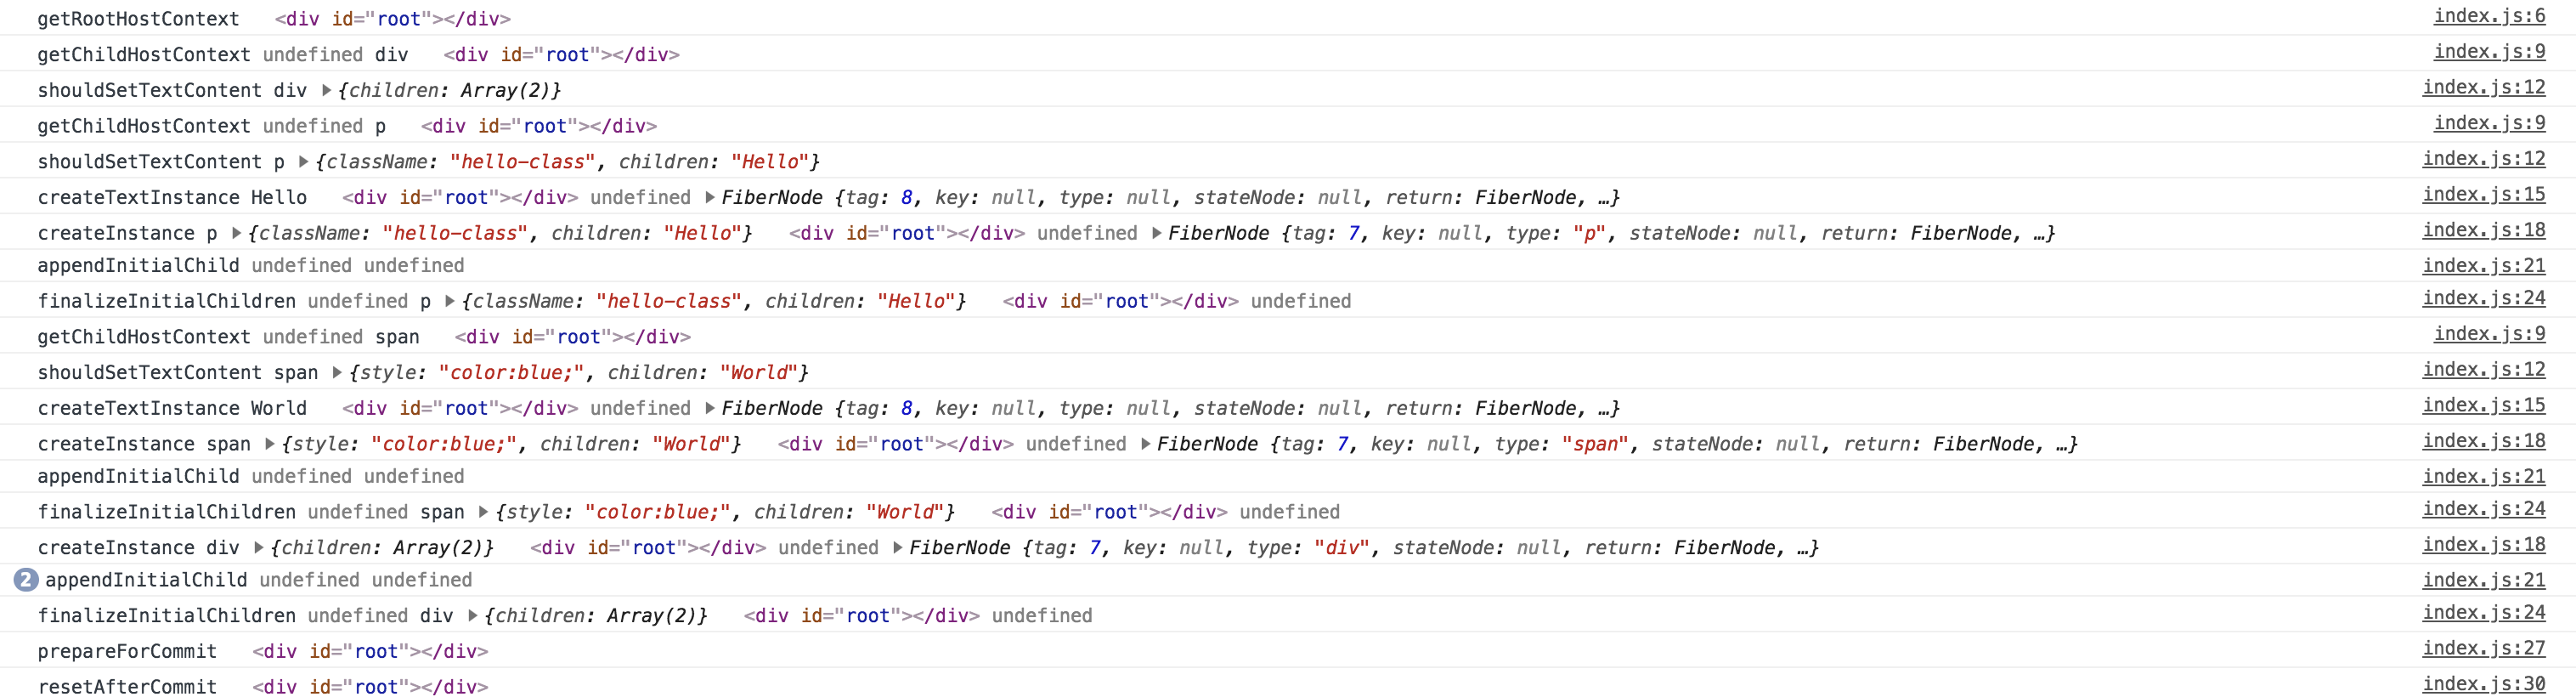 getRootHostContext <div id="root"></div> index.js:6
getChildHostContext undefined div <div id="root"></div> index.js:9
shouldSetTextContent div ▶{children: Array(2)} index.js:12
getChildHostContext undefined p <div id="root"></div> index.js:9
shouldSetTextContent p ▶{className: "hello-class", children: "Hello"} index.js:12
createTextInstance Hello <div id="root"></div> undefined ▶FiberNode {tag: 8, key: null, type: null, stateNode: null, return: FiberNode, …} index.js:15
createInstance p ▶{className: "hello-class", children: "Hello"} <div id="root"></div> undefined ▶FiberNode {tag: 7, key: null, type: "p", stateNode: null, return: FiberNode, …} index.js:18
appendInitialChild undefined undefined index.js:21
finalizeInitialChildren undefined p ▶{className: "hello-class", children: "Hello"} <div id="root"></div> undefined index.js:24
getChildHostContext undefined span <div id="root"></div> index.js:9
shouldSetTextContent span ▶{style: "color:blue;", children: "World"} index.js:12
createTextInstance World <div id="root"></div> undefined ▶FiberNode {tag: 8, key: null, type: null, stateNode: null, return: FiberNode, …} index.js:15
createInstance span ▶{style: "color:blue;", children: "World"} <div id="root"></div> undefined ▶FiberNode {tag: 7, key: null, type: "span", stateNode: null, return: FiberNode, …} index.js:18
appendInitialChild undefined undefined index.js:21
finalizeInitialChildren undefined span ▶{style: "color:blue;", children: "World"} <div id="root"></div> undefined index.js:24
createInstance div ▶{children: Array(2)} <div id="root"></div> undefined ▶FiberNode {tag: 7, key: null, type: "div", stateNode: null, return: FiberNode, …} index.js:18
2 appendInitialChild undefined undefined index.js:21
finalizeInitialChildren undefined div ▶{children: Array(2)} <div id="root"></div> undefined index.js:24
prepareForCommit <div id="root"></div> index.js:27
resetAfterCommit <div id="root"></div> index.js:30